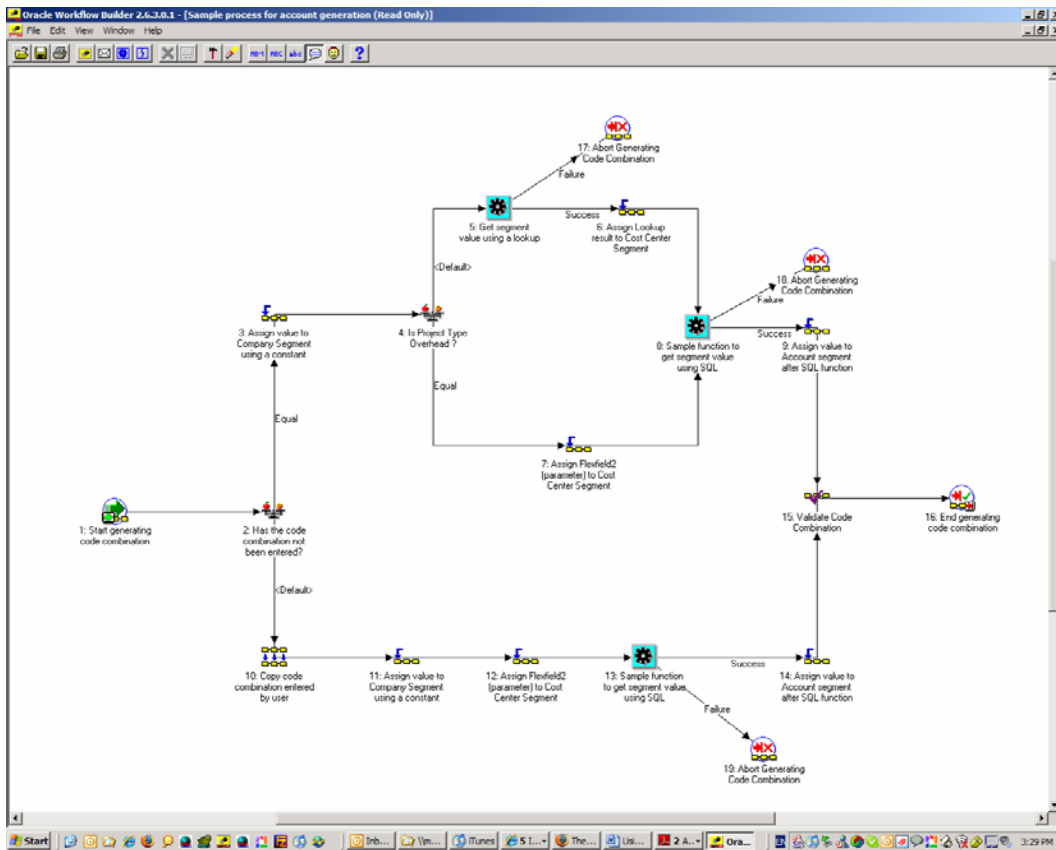 Oracle Workflow Builder 2.6.3.0.1 - [Sample process for account generation (Read Only)]
File Edit View Window Help
17: Abort Generating
Code Combination
Failure
5: Get segment
value using a lookup
Success
6: Assign Lookup
result to Cost Center
Segment
<Default>
18: Abort Generating
Code Combination
Failure
3: Assign value to
Company Segment
using a constant
4: Is Project Type
Overhead ?
8: Sample function to
get segment value
using SQL
Success
9: Assign value to
Account segment
after SQL function
Equal
Equal
7: Assign Flexfield2
(parameter) to Cost
Center Segment
1: Start generating
code combination
2: Has the code
combination not
been entered?
15: Validate Code
Combination
16: End generating
code combination
<Default>
10: Copy code
combination entered
by user
11: Assign value to
Company Segment
using a constant
12: Assign Flexfield2
(parameter) to Cost
Center Segment
13: Sample function
to get segment value
using SQL
Success
14: Assign value to
Account segment
after SQL function
Failure
19: Abort Generating
Code Combination
Start Inb... \\m... iTunes 5 I... The... Usi... 2 A... Ora... 3:29 PM